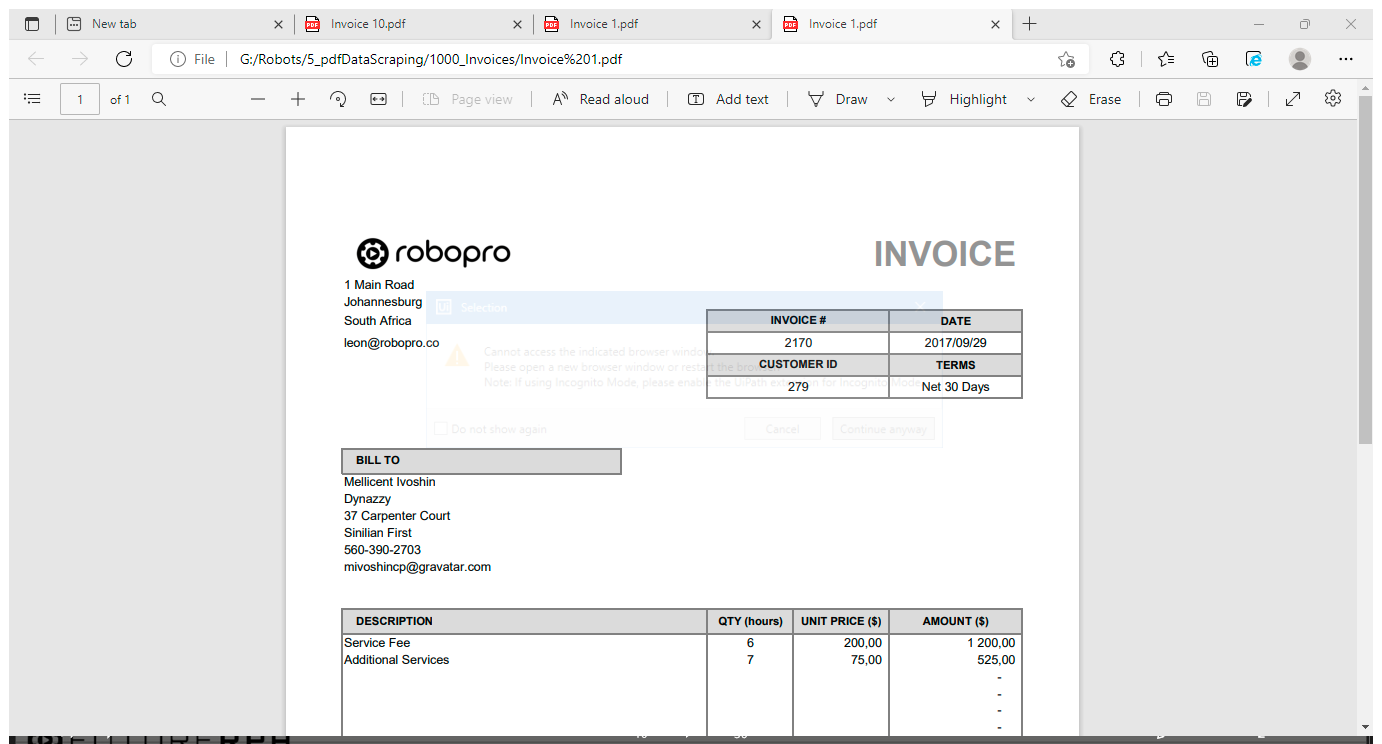 New tab
Invoice 10.pdf
Invoice 1.pdf
Invoice 1.pdf
File
G:/Robots/5_pdfDataScraping/1000_Invoices/Invoice%201.pdf
1 of 1 Page view Read aloud Add text Draw Highlight Erase
robopro
INVOICE
1 Main Road
Johannesburg
South Africa
leon@robopro.co
Selection
Cannot access the indicated browser window
Please open a new browser window or restart the brow
Note: If using Incognito Mode, please enable the UiPath extension for Incognito Mode
Do not show again
Cancel
Continue anyway
INVOICE # DATE
2170 2017/09/29
CUSTOMER ID TERMS
279 Net 30 Days
BILL TO
Mellicent Ivoshin
Dynazzy
37 Carpenter Court
Sinilian First
560-390-2703
mivoshincp@gravatar.com
DESCRIPTION QTY (hours) UNIT PRICE ($) AMOUNT ($)
Service Fee 6 200,00 1 200,00
Additional Services 7 75,00 525,00
-
-
-
-